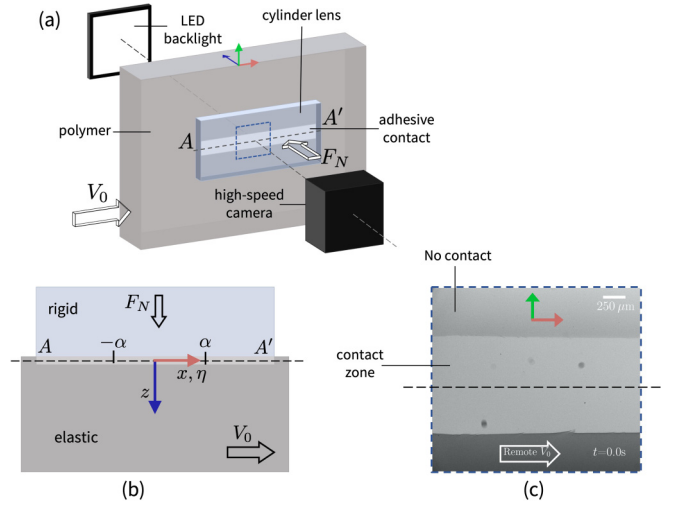 (a)
LED
backlight
cylinder lens
polymer
A
A′
adhesive
contact
F_N
V_0
high-speed
camera
No contact
rigid
F_N
250 μm
A
−α
α
A′
x, η
contact
zone
z
elastic
V_0
Remote V_0
t=0.0s
(b)
(c)